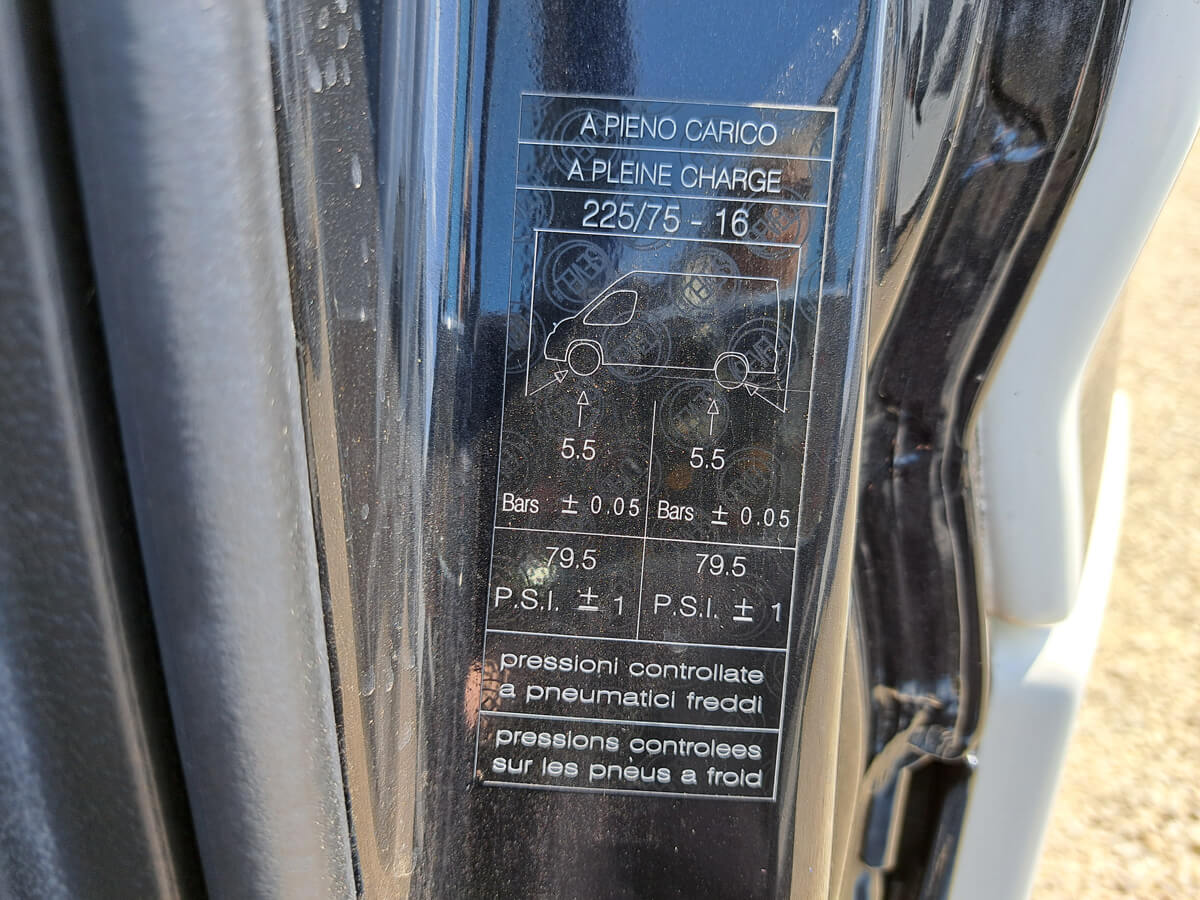 A PIENO CARICO
A PLEINE CHARGE
225/75 - 16
5.5 5.5
Bars ± 0.05 Bars ± 0.05
79.5 79.5
P.S.I. ± 1 P.S.I. ± 1
pressioni controllate
a pneumatici freddi
pressions controlees
sur les pneus a froid